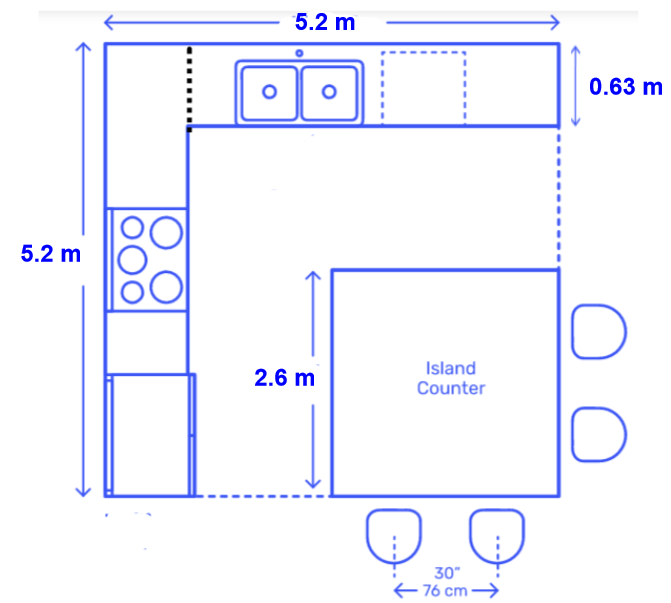 5.2 m
0.63 m
5.2 m
2.6 m
Island
Counter
30"
76 cm